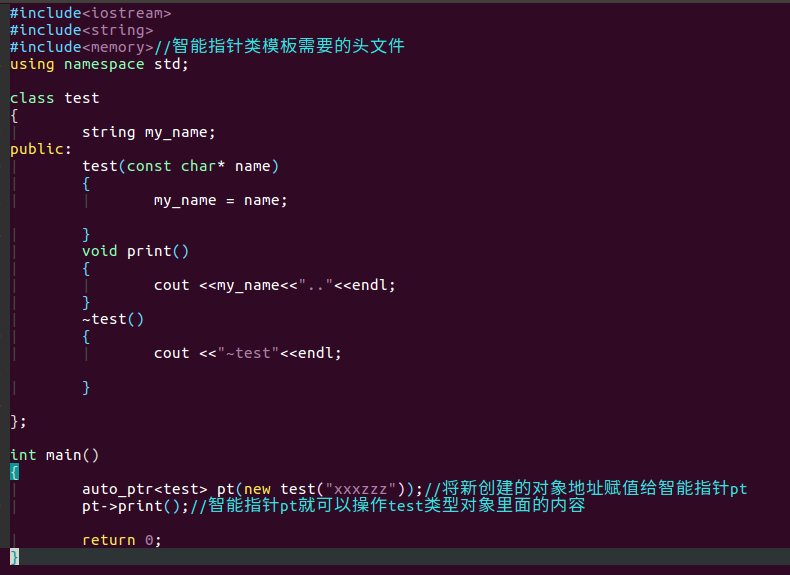 #include<iostream>
#include<string>
#include<memory>//智能指针类模板需要的头文件
using namespace std;
class test
{
string my_name;
public:
test(const char* name)
{
my_name = name;
}
void print()
{
cout <<my_name<<".."<<endl;
}
~test()
{
cout <<"~test"<<endl;
}
};
int main()
{
auto_ptr<test> pt(new test("xxxzzz"));//将新创建的对象地址赋值给智能指针pt
pt->print();//智能指针pt就可以操作test类型对象里面的内容
return 0;
}